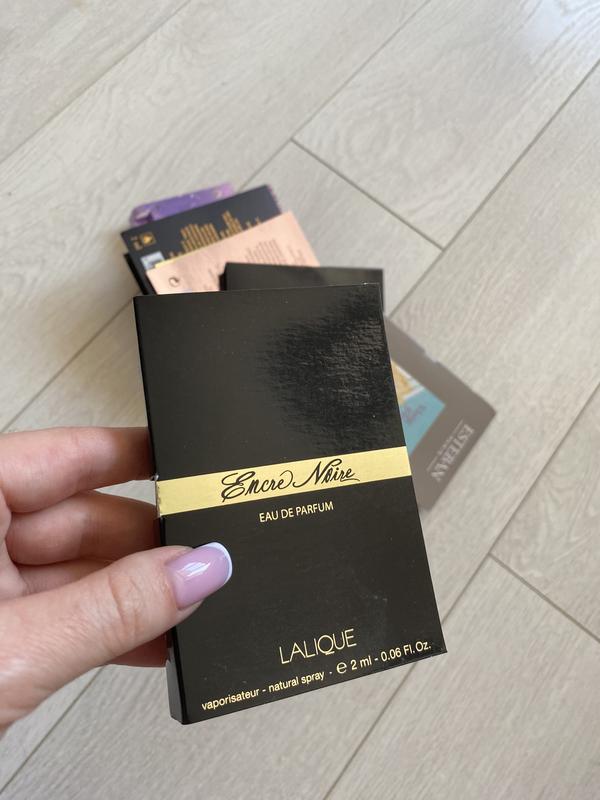 Encre Noire
EAU DE PARFUM
LALIQUE
vaporisateur - natural spray - ℮ 2 ml - 0.06 Fl. Oz.
ESTEBAN